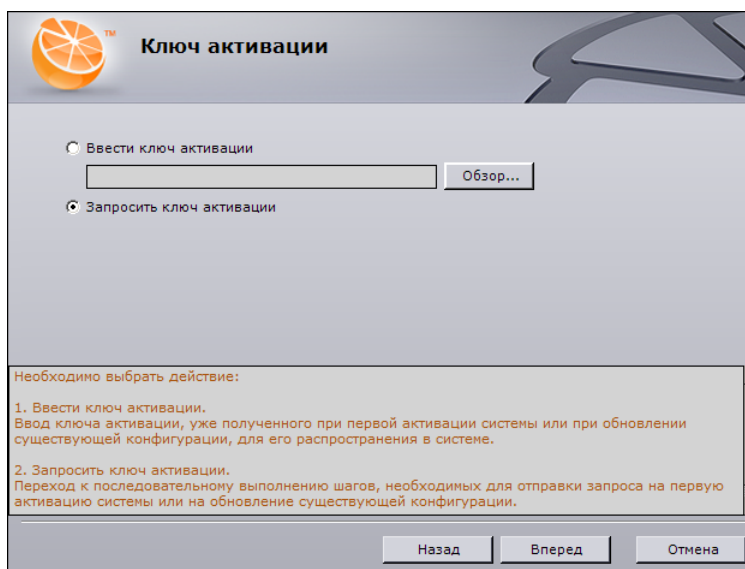 TM
Ключ активации
Ввести ключ активации
Обзор...
Запросить ключ активации
Необходимо выбрать действие:
1. Ввести ключ активации.
Ввод ключа активации, уже полученного при первой активации системы или при обновлении
существующей конфигурации, для его распространения в системе.
2. Запросить ключ активации.
Переход к последовательному выполнению шагов, необходимых для отправки запроса на первую
активацию системы или на обновление существующей конфигурации.
Назад
Вперед
Отмена